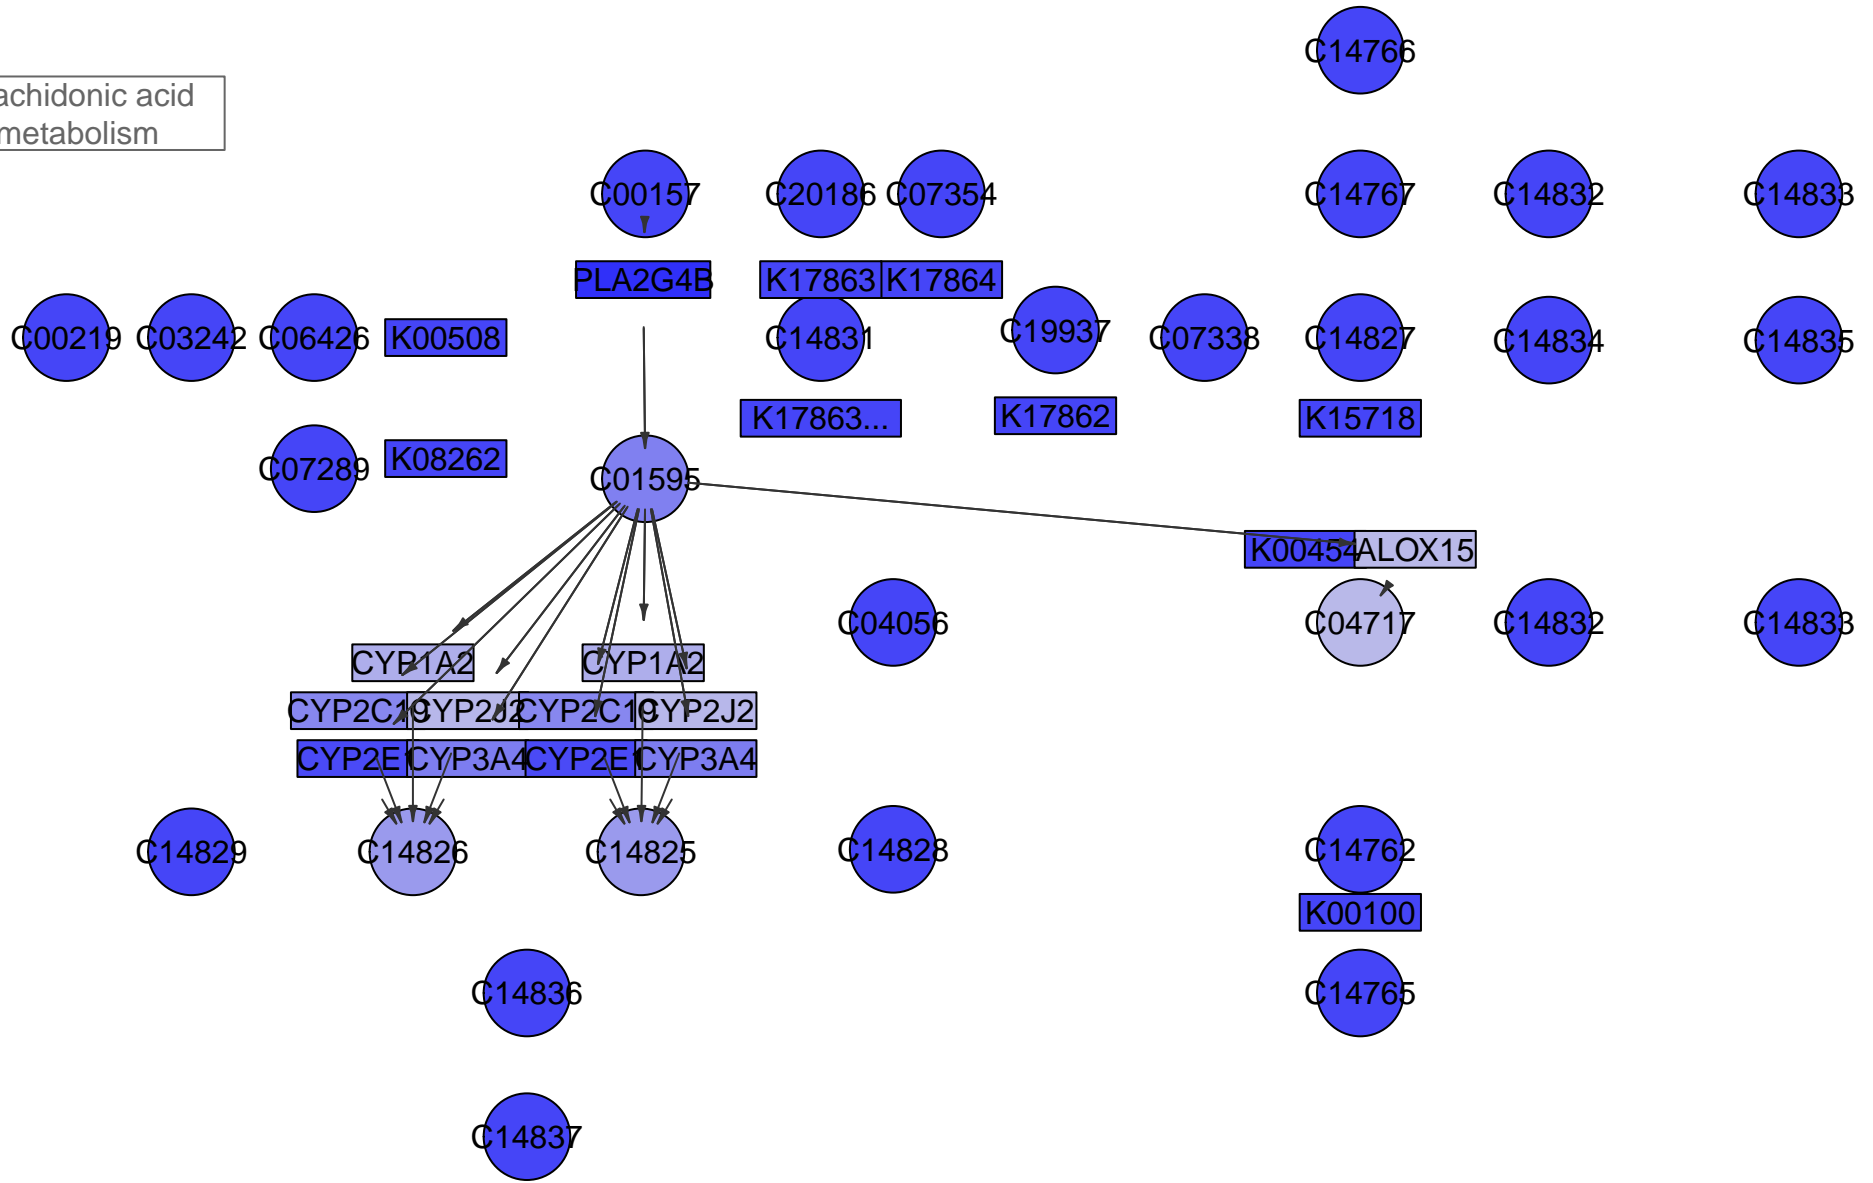 C14766
achidonic acid
metabolism
C00157
C20186
C07354
C14767
C14832
C14833
PLA2G4B
K17863
K17864
C00219
C03242
C06426
K00508
C14831
C19937
C07338
C14827
C14834
C14835
K17863...
K17862
K15718
C07289
K08262
C01595
K00454
ALOX15
C04056
C04717
C14832
C14833
CYP1A2
CYP1A2
CYP2C19
CYP2J2
CYP2C19
CYP2J2
CYP2E1
CYP3A4
CYP2E1
CYP3A4
C14829
C14826
C14825
C14828
C14762
K00100
C14836
C14765
C14837